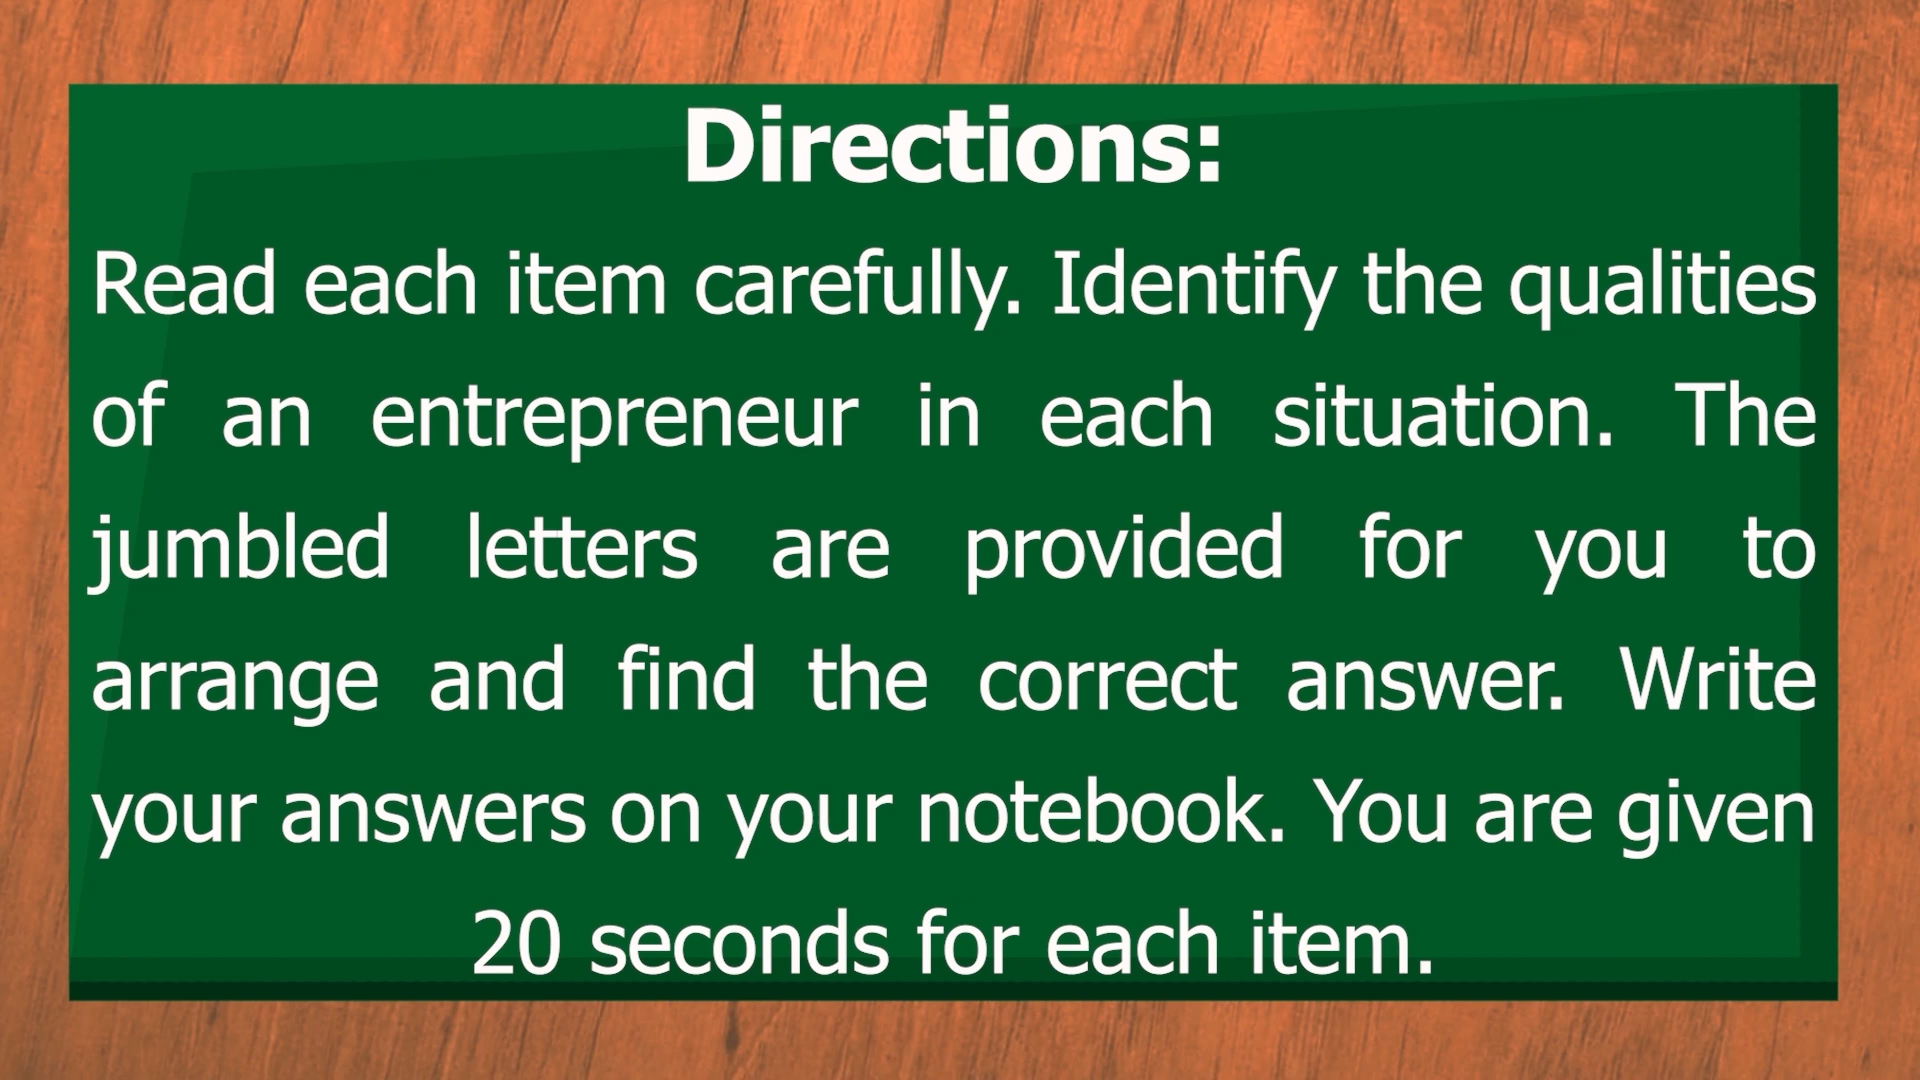 Directions:
Read each item carefully. Identify the qualities
of an entrepreneur in each situation. The
jumbled letters are provided for you to
arrange and find the correct answer. Write
your answers on your notebook. You are given
20 seconds for each item.